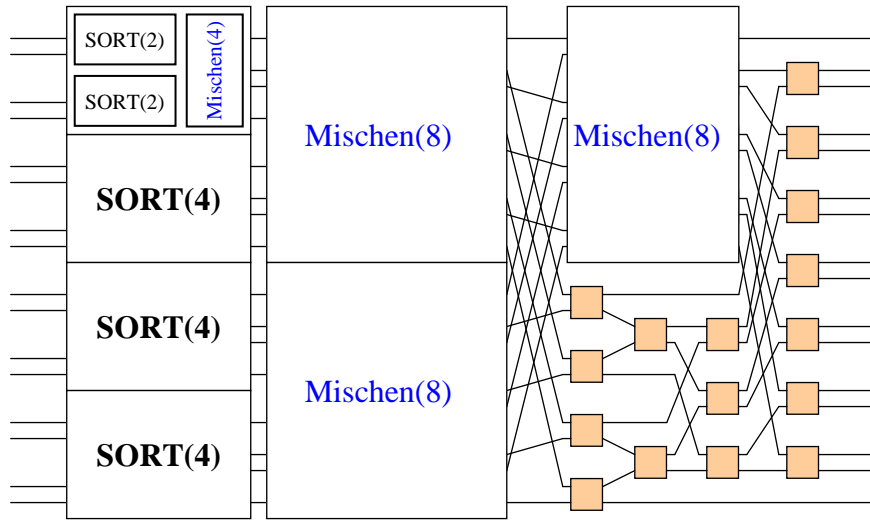 SORT(2)
SORT(2)
Mischen(4)
SORT(4)
SORT(4)
SORT(4)
Mischen(8)
Mischen(8)
Mischen(8)